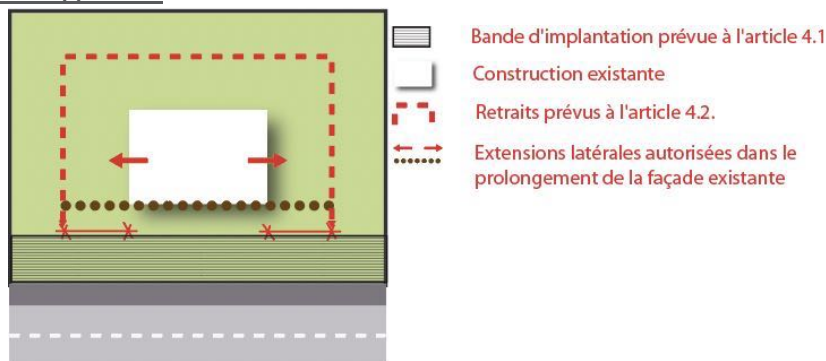 Bande d'implantation prévue à l'article 4.1
Construction existante
Retraits prévus à l'article 4.2.
Extensions latérales autorisées dans le
prolongement de la façade existante